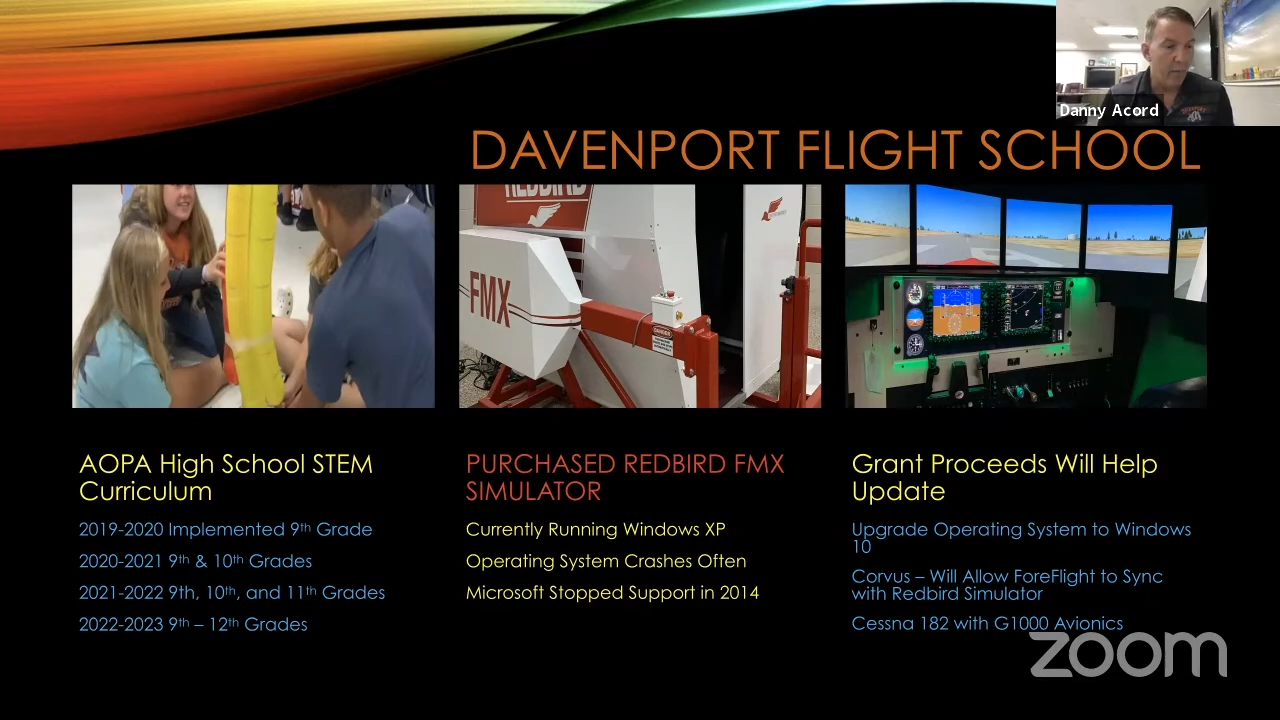 Danny Acord
DAVENPORT FLIGHT SCHOOL
REDBIRD
FMX
DANGER
AOPA High School STEM
Curriculum
2019-2020 Implemented 9th Grade
2020-2021 9th & 10th Grades
2021-2022 9th, 10th, and 11th Grades
2022-2023 9th – 12th Grades
PURCHASED REDBIRD FMX
SIMULATOR
Currently Running Windows XP
Operating System Crashes Often
Microsoft Stopped Support in 2014
Grant Proceeds Will Help
Update
Upgrade Operating System to Windows
10
Corvus – Will Allow ForeFlight to Sync
with Redbird Simulator
Cessna 182 with G1000 Avionics
zoom